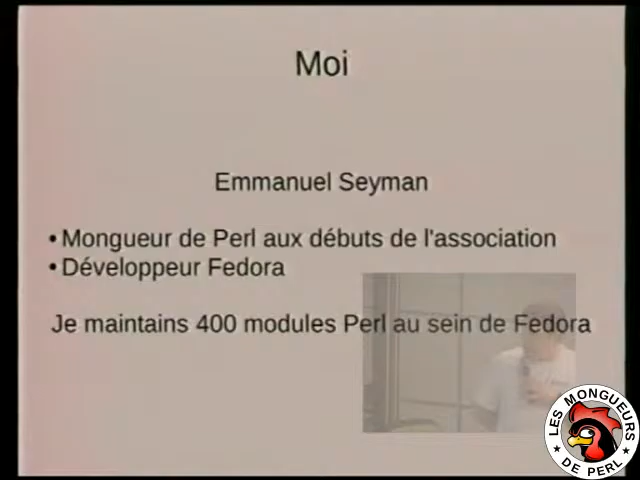 Moi
Emmanuel Seyman
• Mongueur de Perl aux débuts de l'association
• Développeur Fedora
Je maintains 400 modules Perl au sein de Fedora
LES MONGUEURS
★ DE PERL ★